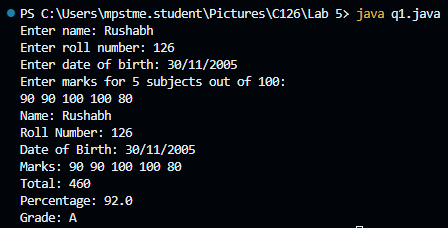 PS C:\Users\mpstme.student\Pictures\C126\Lab 5> java q1.java
Enter name: Rushabh
Enter roll number: 126
Enter date of birth: 30/11/2005
Enter marks for 5 subjects out of 100:
90 90 100 100 80
Name: Rushabh
Roll Number: 126
Date of Birth: 30/11/2005
Marks: 90 90 100 100 80
Total: 460
Percentage: 92.0
Grade: A